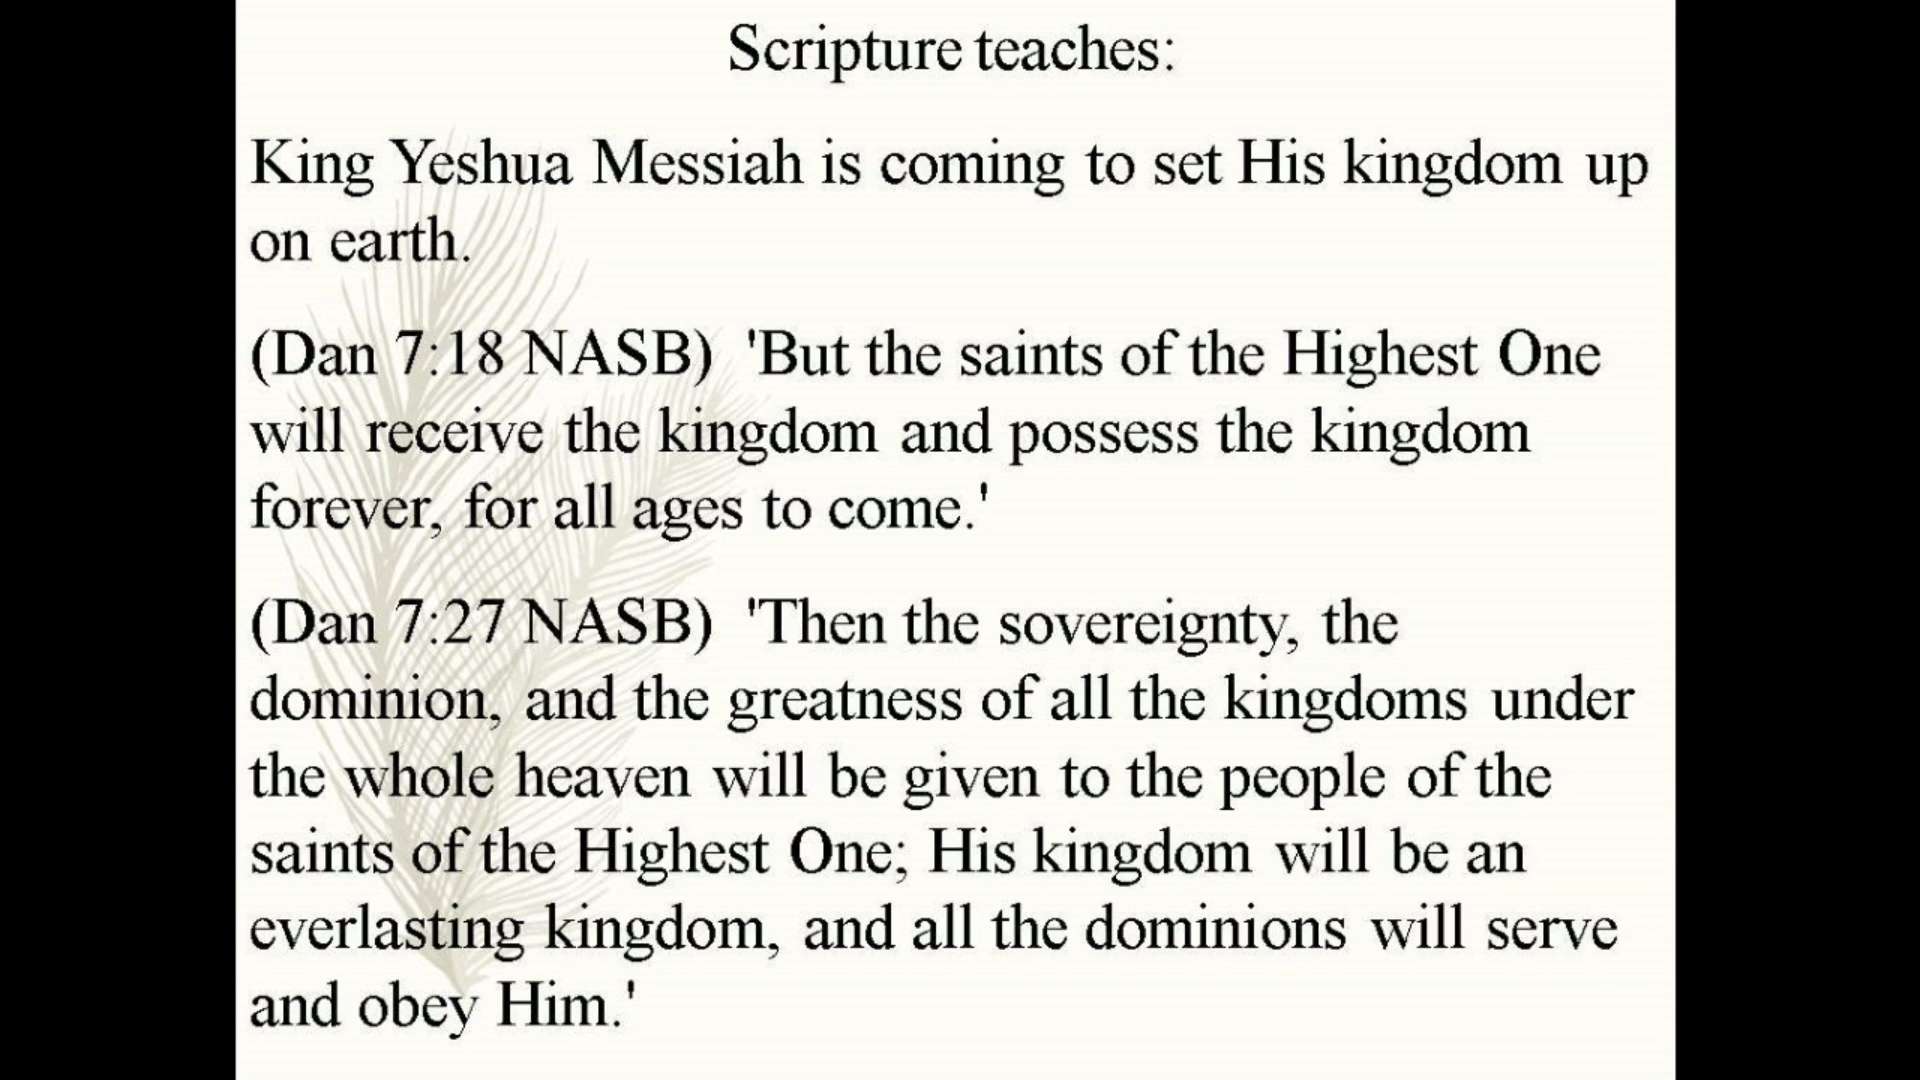 Scripture teaches:
King Yeshua Messiah is coming to set His kingdom up
on earth.
(Dan 7:18 NASB) 'But the saints of the Highest One
will receive the kingdom and possess the kingdom
forever, for all ages to come.'
(Dan 7:27 NASB) 'Then the sovereignty, the
dominion, and the greatness of all the kingdoms under
the whole heaven will be given to the people of the
saints of the Highest One; His kingdom will be an
everlasting kingdom, and all the dominions will serve
and obey Him.'